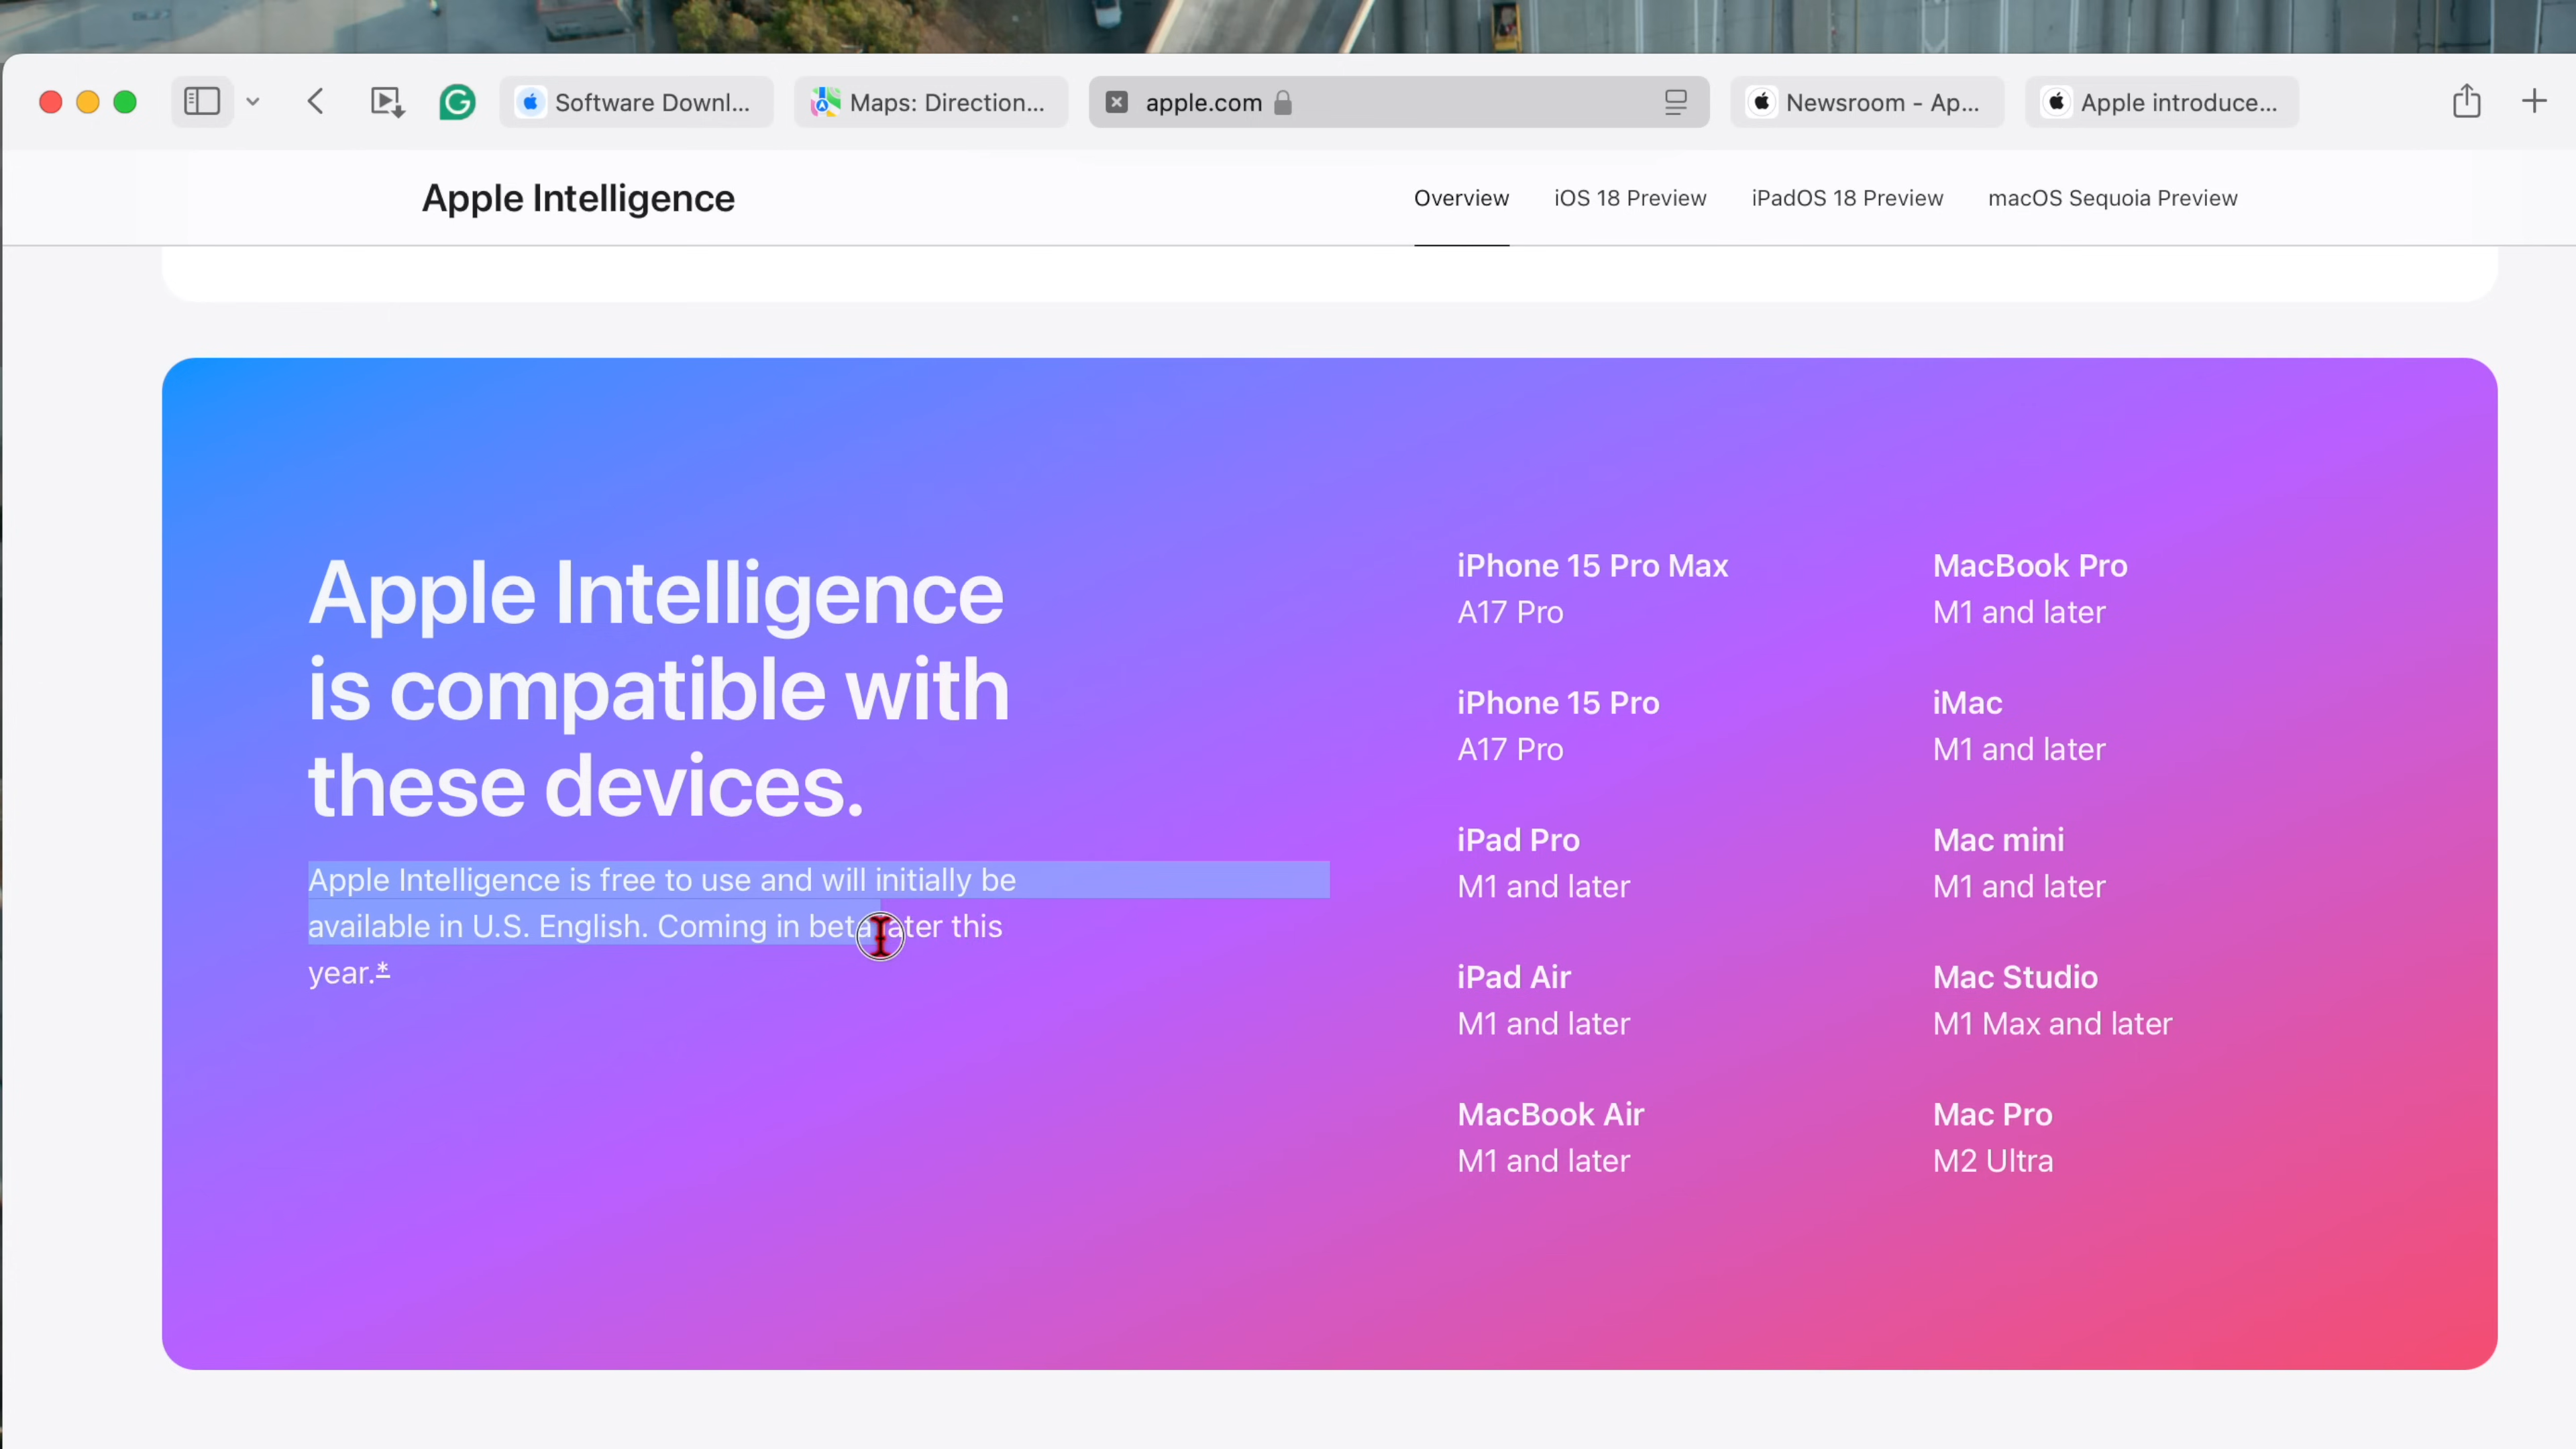 Software Downl...
Maps: Direction...
apple.com
Newsroom - Ap...
Apple introduce...
Apple Intelligence
Overview
iOS 18 Preview
iPadOS 18 Preview
macOS Sequoia Preview
Apple Intelligence
is compatible with
these devices.
Apple Intelligence is free to use and will initially be
available in U.S. English. Coming in beta later this
year.*
iPhone 15 Pro Max
A17 Pro
iPhone 15 Pro
A17 Pro
iPad Pro
M1 and later
iPad Air
M1 and later
MacBook Air
M1 and later
MacBook Pro
M1 and later
iMac
M1 and later
Mac mini
M1 and later
Mac Studio
M1 Max and later
Mac Pro
M2 Ultra